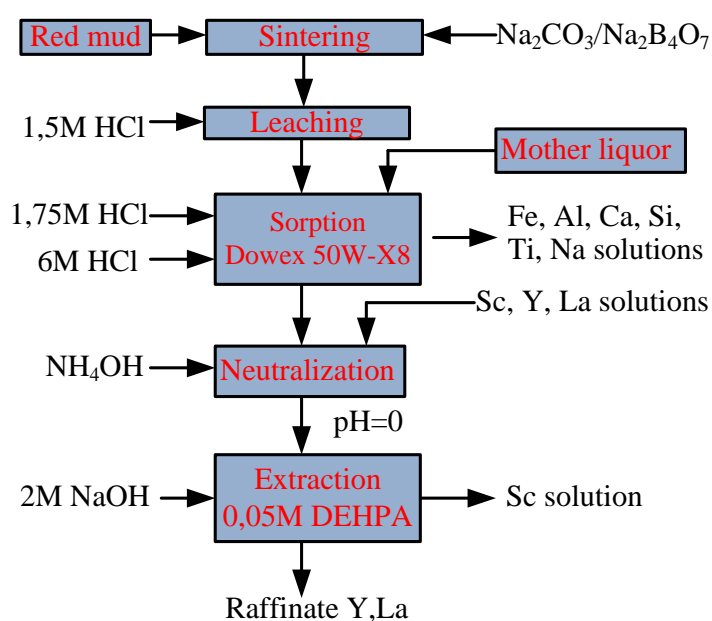 Red mud
Sintering
Na₂CO₃/Na₂B₄O₇
1,5M HCl
Leaching
Mother liquor
1,75M HCl
6M HCl
Sorption
Dowex 50W-X8
Fe, Al, Ca, Si,
Ti, Na solutions
Sc, Y, La solutions
NH₄OH
Neutralization
pH=0
2M NaOH
Extraction
0,05M DEHPA
Sc solution
Raffinate Y,La